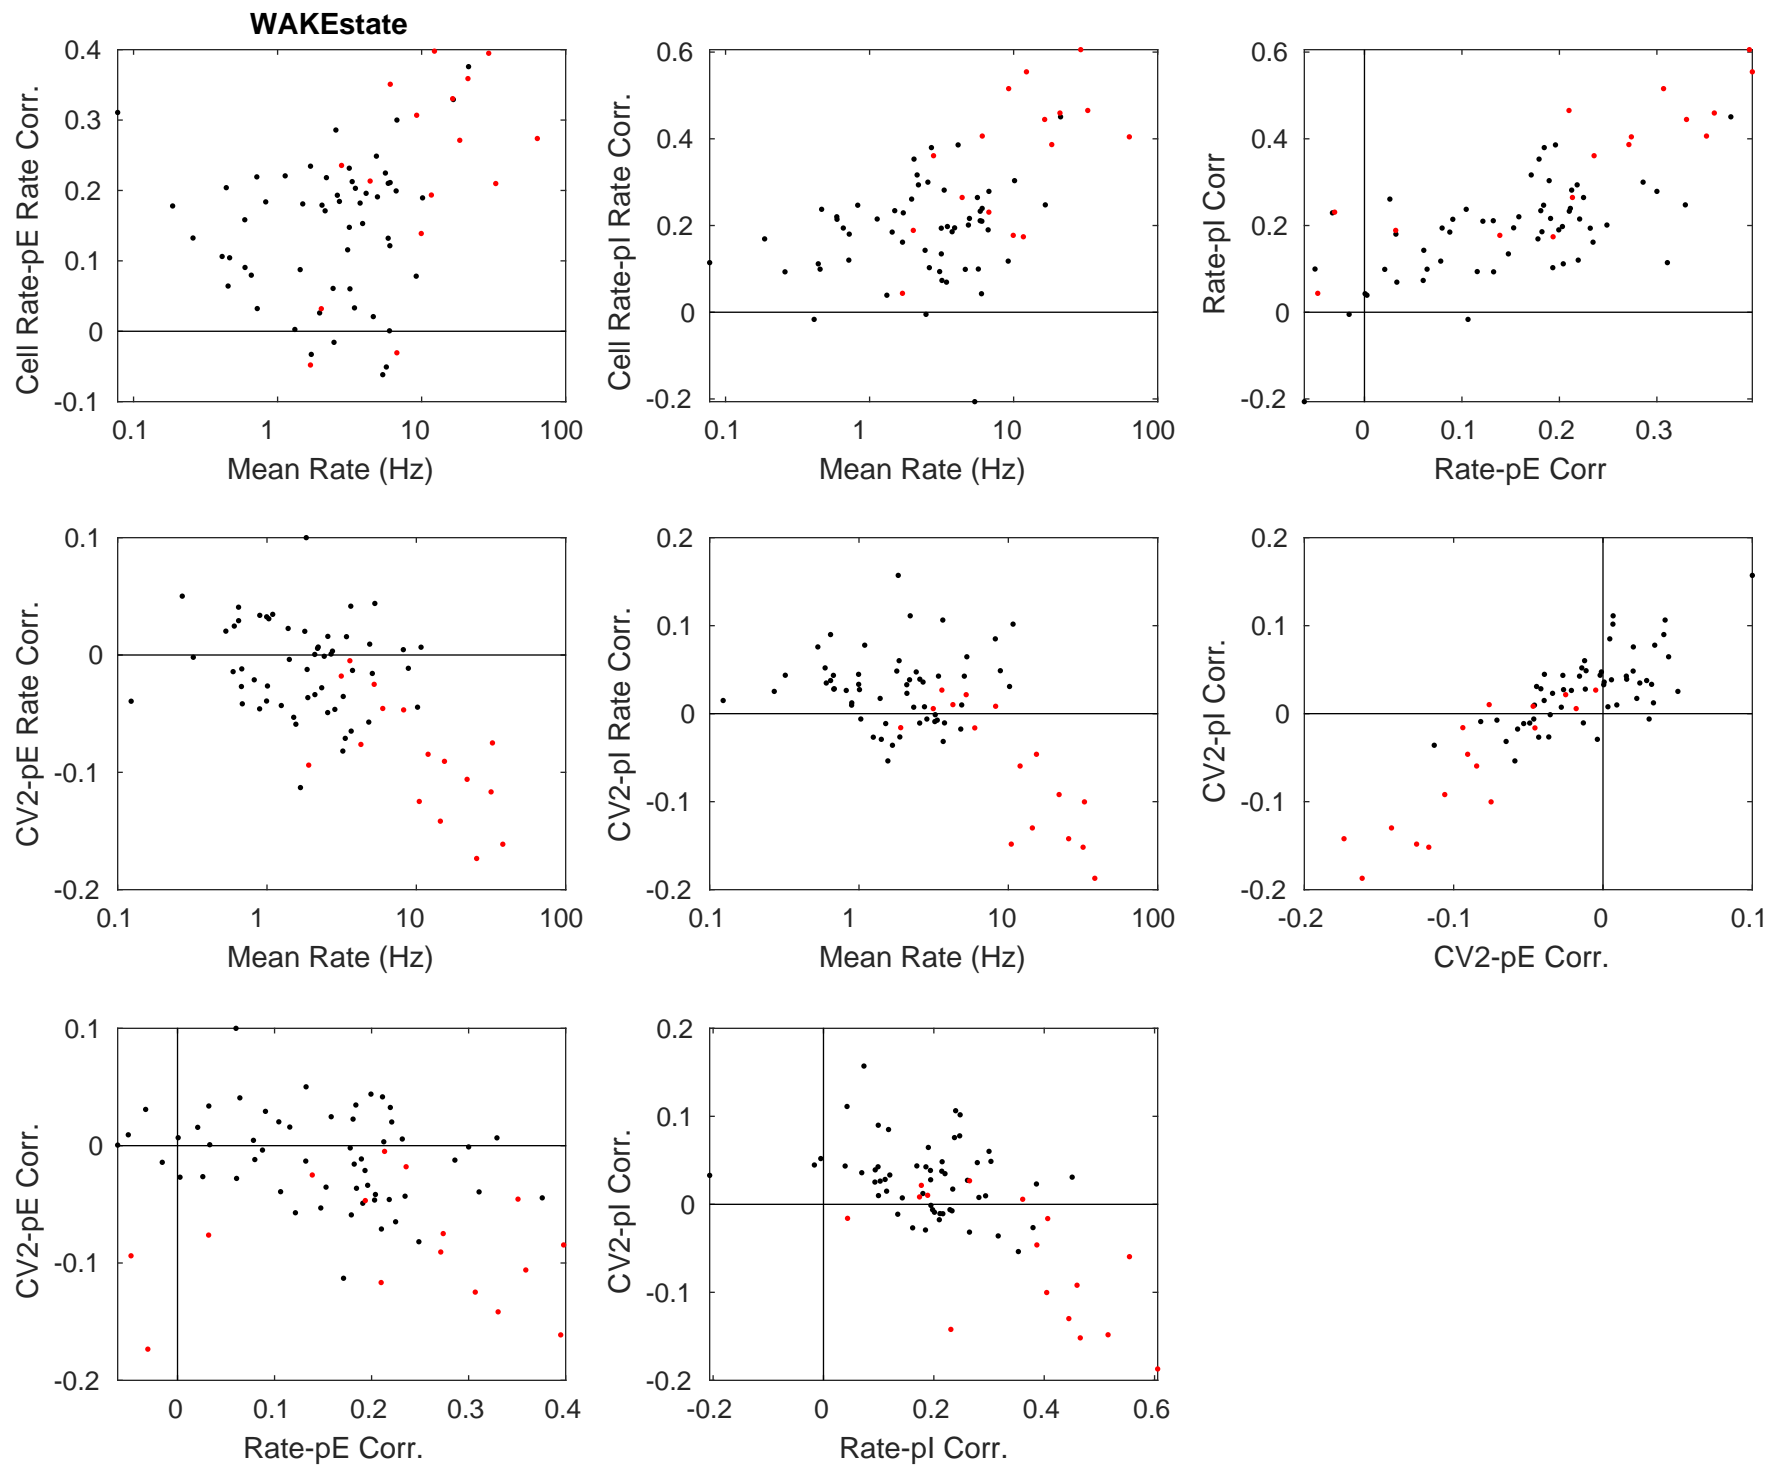 WAKEstate
0.4
0.3
0.2
0.1
0
-0.1
Cell Rate-pE Rate Corr.
0.1 1 10 100
Mean Rate (Hz)
0.6
0.4
0.2
0
-0.2
Cell Rate-pI Rate Corr.
0.1 1 10 100
Mean Rate (Hz)
0.6
0.4
0.2
0
-0.2
Rate-pI Corr
0 0.1 0.2 0.3
Rate-pE Corr
0.1
0
-0.1
-0.2
CV2-pE Rate Corr.
0.1 1 10 100
Mean Rate (Hz)
0.2
0.1
0
-0.1
-0.2
CV2-pI Rate Corr.
0.1 1 10 100
Mean Rate (Hz)
0.2
0.1
0
-0.1
-0.2
CV2-pI Corr.
-0.2 -0.1 0 0.1
CV2-pE Corr.
0.1
0
-0.1
-0.2
CV2-pE Corr.
0 0.1 0.2 0.3 0.4
Rate-pE Corr.
0.2
0.1
0
-0.1
-0.2
CV2-pI Corr.
-0.2 0 0.2 0.4 0.6
Rate-pI Corr.